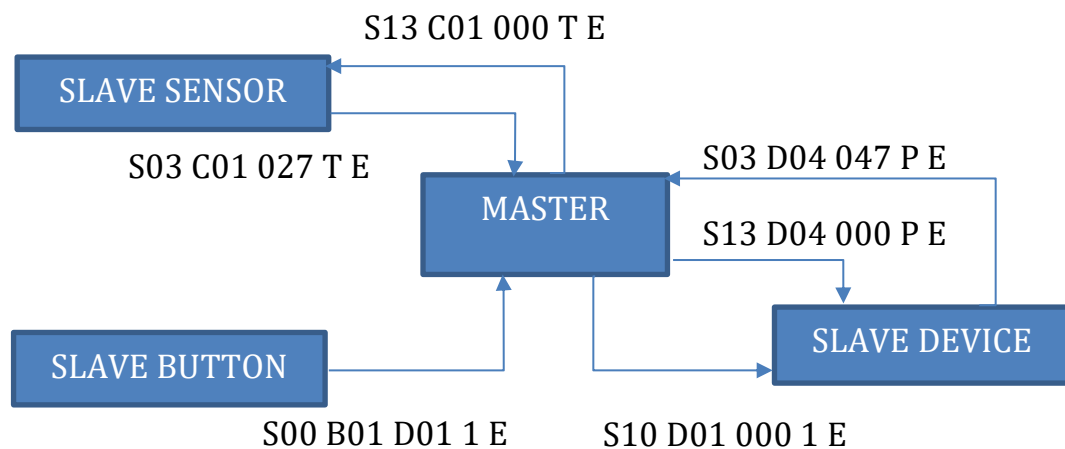 S13 C01 000 T E
SLAVE SENSOR
S03 C01 027 T E
S03 D04 047 P E
MASTER
S13 D04 000 P E
SLAVE DEVICE
SLAVE BUTTON
S00 B01 D01 1 E
S10 D01 000 1 E